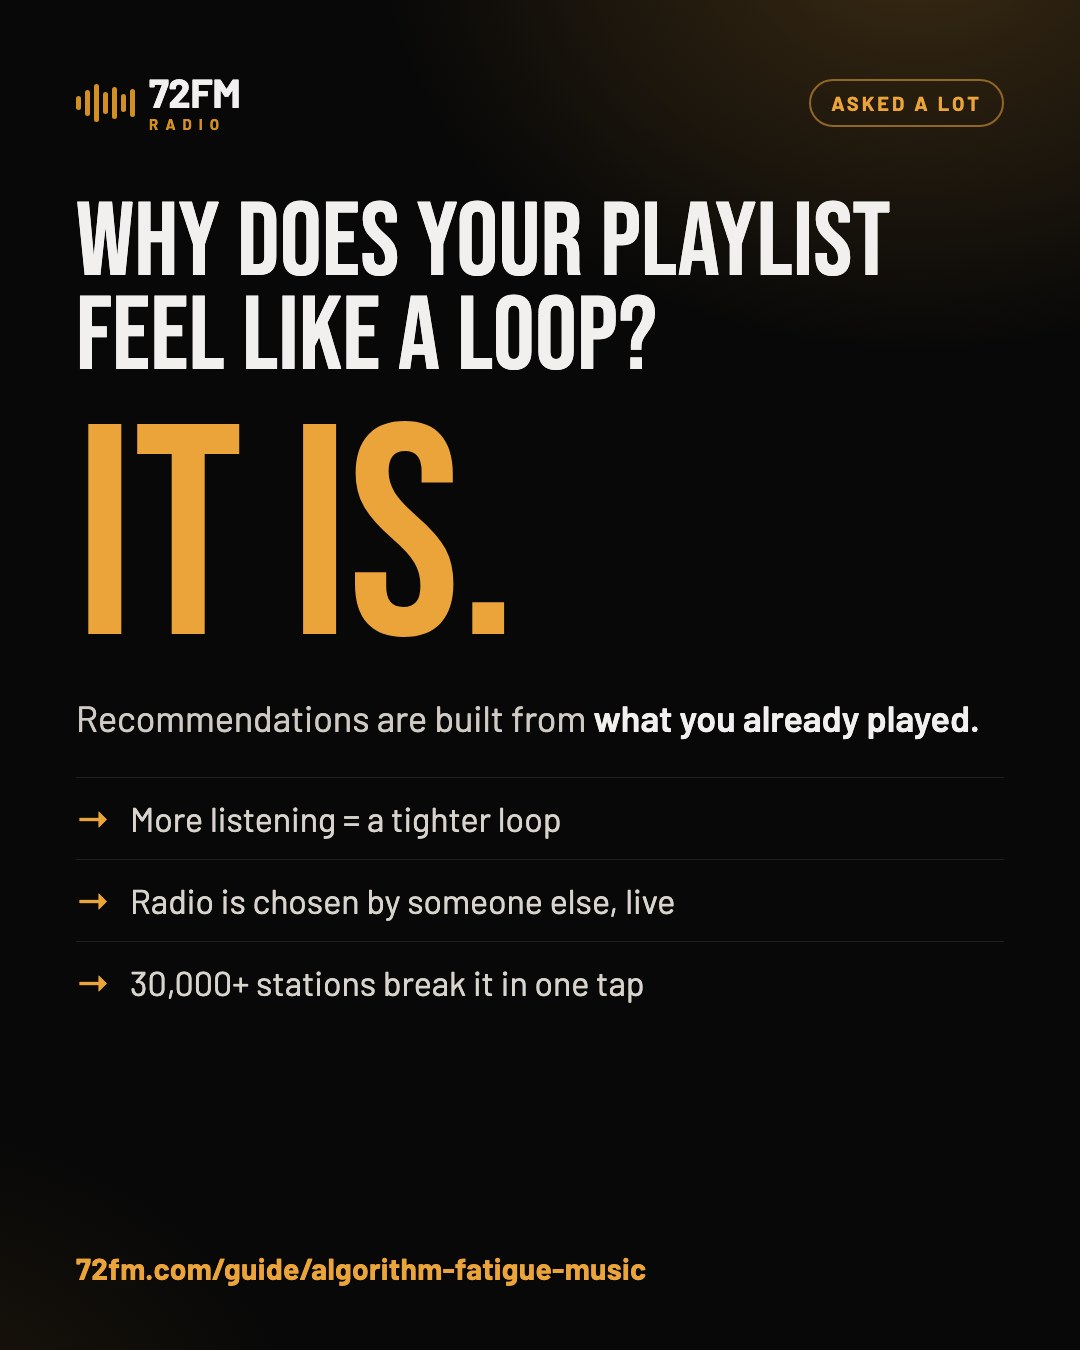 72FM
RADIO
ASKED A LOT
WHY DOES YOUR PLAYLIST
FEEL LIKE A LOOP?
IT IS.
Recommendations are built from what you already played.
→ More listening = a tighter loop
→ Radio is chosen by someone else, live
→ 30,000+ stations break it in one tap
72fm.com/guide/algorithm-fatigue-music